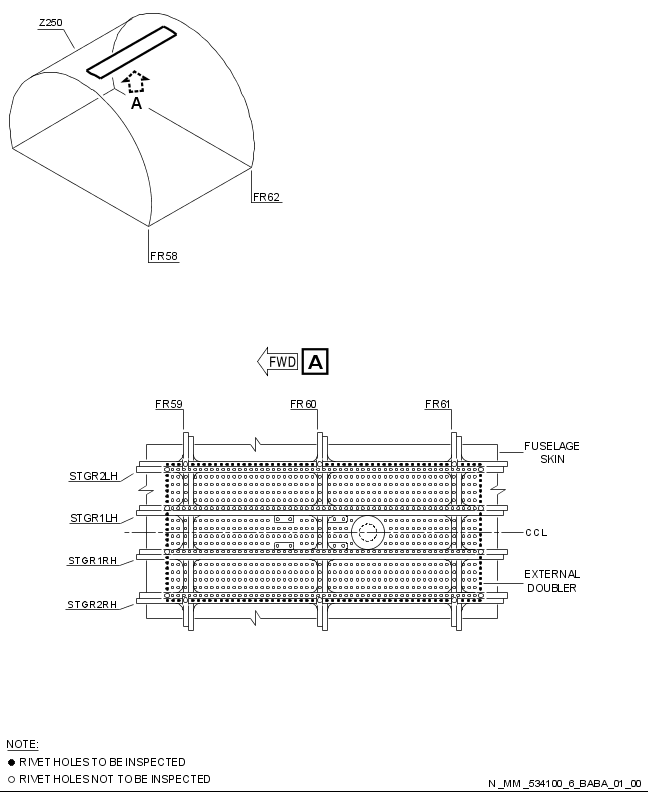 Z250
A
FR62
FR58
FWD A
FR59 FR60 FR61
FUSELAGE
SKIN
STGR2LH
STGR1LH
CCL
STGR1RH
EXTERNAL
DOUBLER
STGR2RH
NOTE:
RIVET HOLES TO BE INSPECTED
RIVET HOLES NOT TO BE INSPECTED
N_MM_534100_6_BABA_01_00